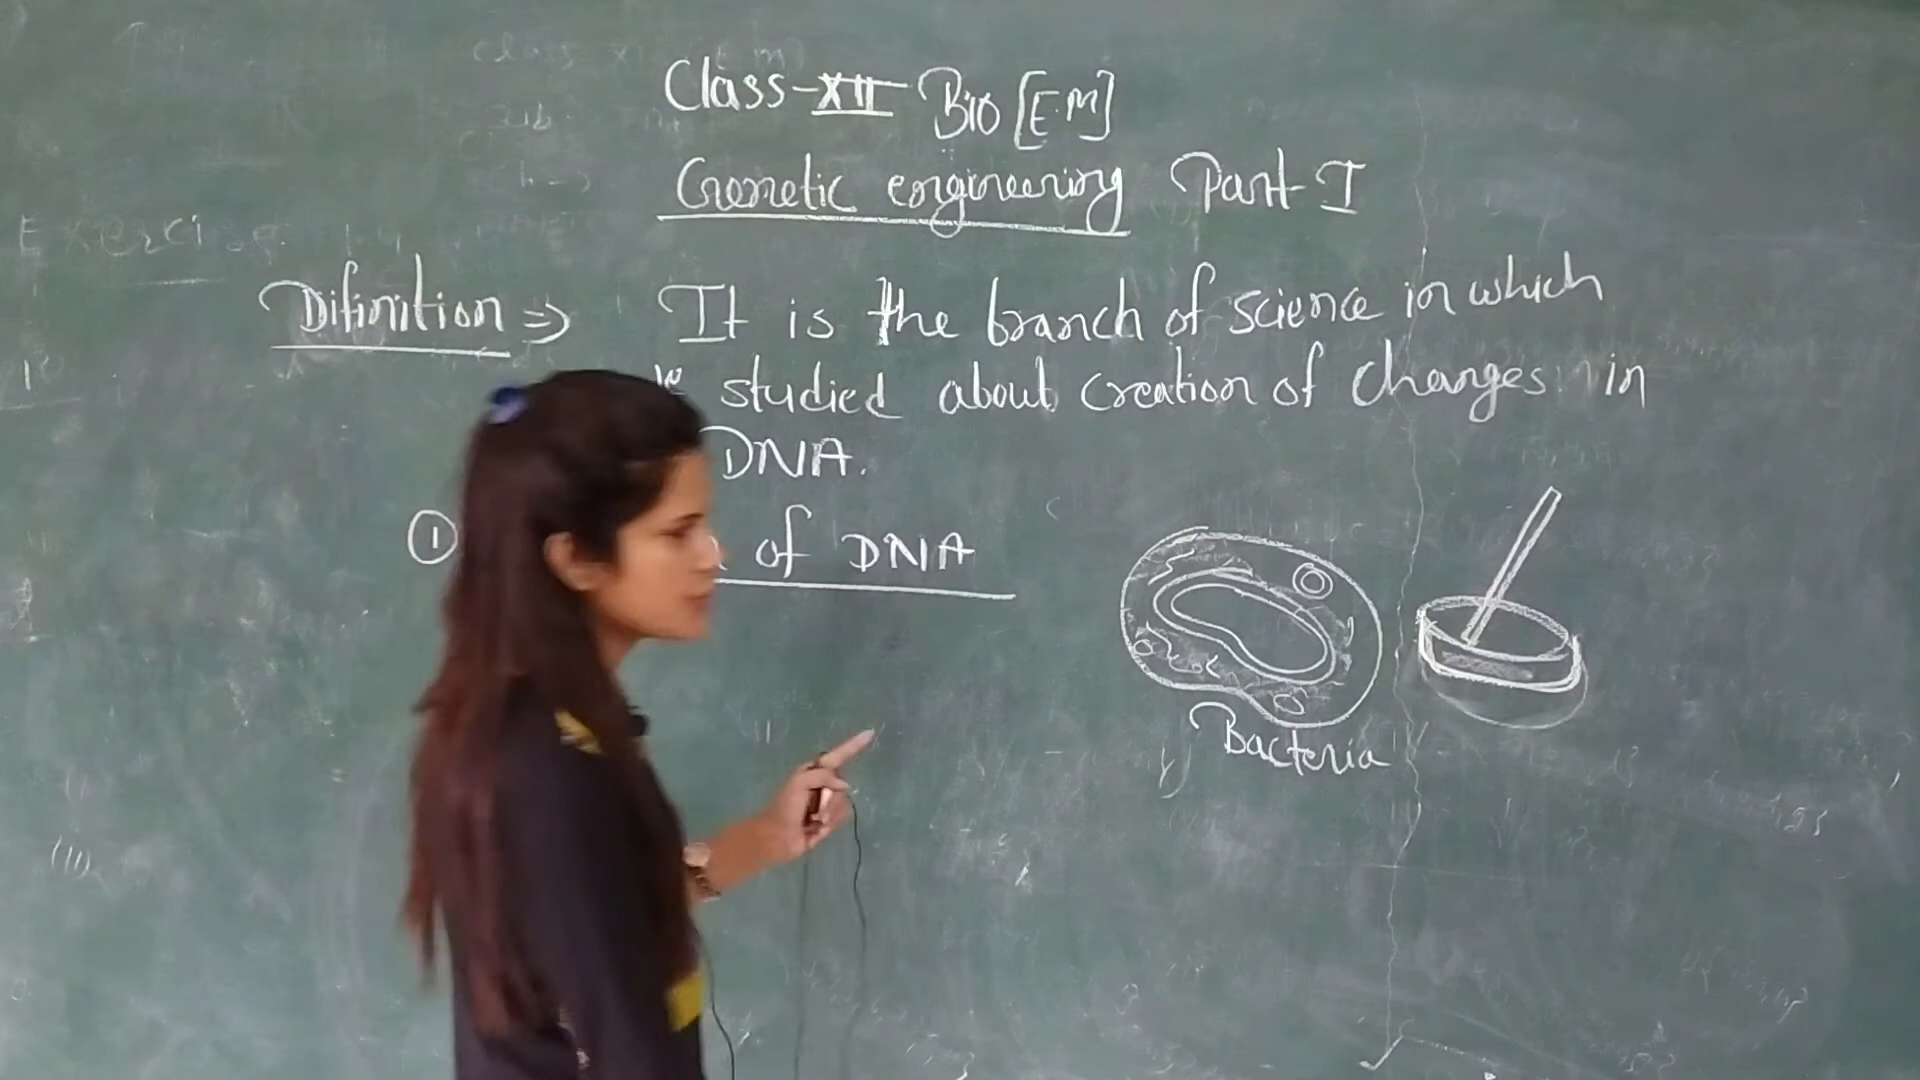 Class-XII Bio [E.M]
Genetic engineering Part-I
Difinition => It is the branch of science in which
studied about creation of changes in
DNA.
① of DNA
Bacteria